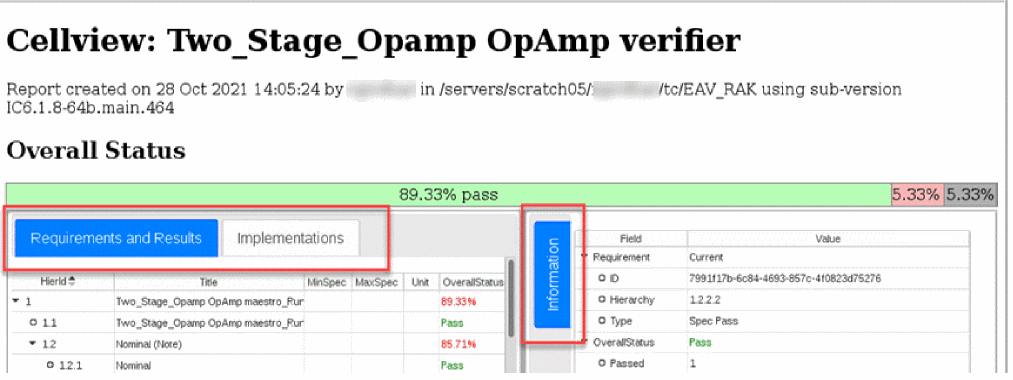 Cellview: Two_Stage_Opamp OpAmp verifier
Report created on 28 Oct 2021 14:05:24 by in /servers/scratch05/ /tc/EAV_RAK using sub-version
IC6.1.8-64b.main.464
Overall Status
89.33% pass 5.33% 5.33%
Requirements and Results Implementations
HierId Title MinSpec MaxSpec Unit OverallStatus
1 Two_Stage_Opamp OpAmp maestro_Rur 89.33%
1.1 Two_Stage_Opamp OpAmp maestro_Rur Pass
1.2 Nominal (Note) 85.71%
1.2.1 Nominal Pass
Information
Field Value
Requirement Current
ID 7991f17b-6c84-4693-857c-4f0823d75276
Hierarchy 1.2.2.2
Type Spec Pass
OverallStatus Pass
Passed 1